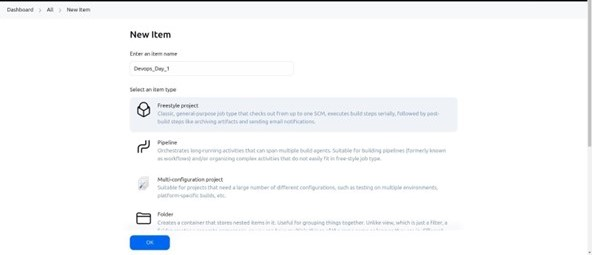 Dashboard > All > New Item
New Item
Enter an item name
Devops_Day_1
Select an item type
Freestyle project
Classic, general-purpose job type that checks out from up to one SCM, executes build steps serially, followed by post-
build steps like archiving artifacts and sending email notifications.
Pipeline
Orchestrates long-running activities that can span multiple build agents. Suitable for building pipelines (formerly known
as workflows) and/or organizing complex activities that do not easily fit in free-style job type.
Multi-configuration project
Suitable for projects that need a large number of different configurations, such as testing on multiple environments,
platform-specific builds, etc.
Folder
Creates a container that stores nested items in it. Useful for grouping things together. Unlike view, which is just a filter, a
OK